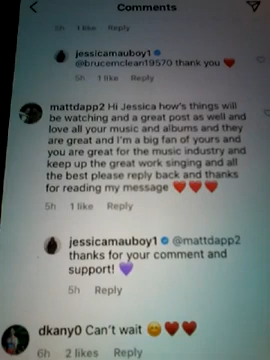 Comments
5h 1 like Reply
jessicamauboy1
@brucemclean19570 thank you ❤️
5h 1 like Reply
mattdapp2 Hi Jessica how's things will
be watching and a great post as well and
love all your music and albums and they
are great and I'm a big fan of yours and
you are great for the music industry and
keep up the great work singing and all
the best please reply back and thanks
for reading my message ❤️❤️❤️
5h 1 like Reply
jessicamauboy1 @mattdapp2
thanks for your comment and
support! 💜
5h Reply
dkany0 Can't wait 😊❤️❤️
6h 2 likes Reply